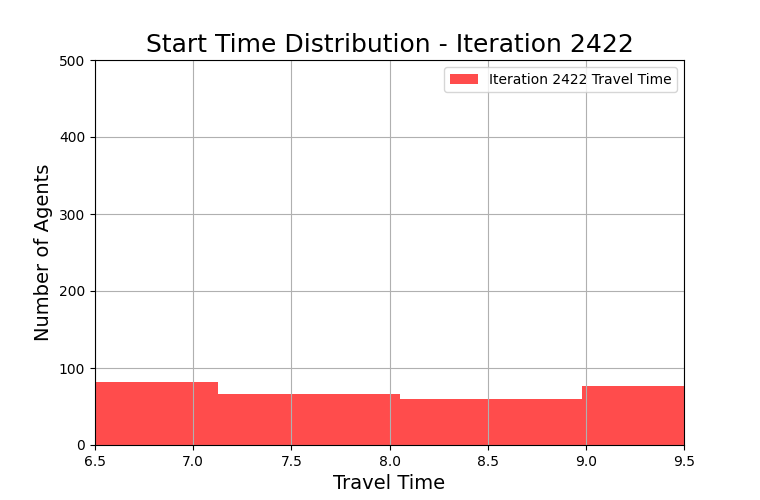 Start Time Distribution - Iteration 2422
Iteration 2422 Travel Time
Number of Agents
500
400
300
200
100
0
6.5 7.0 7.5 8.0 8.5 9.0 9.5
Travel Time